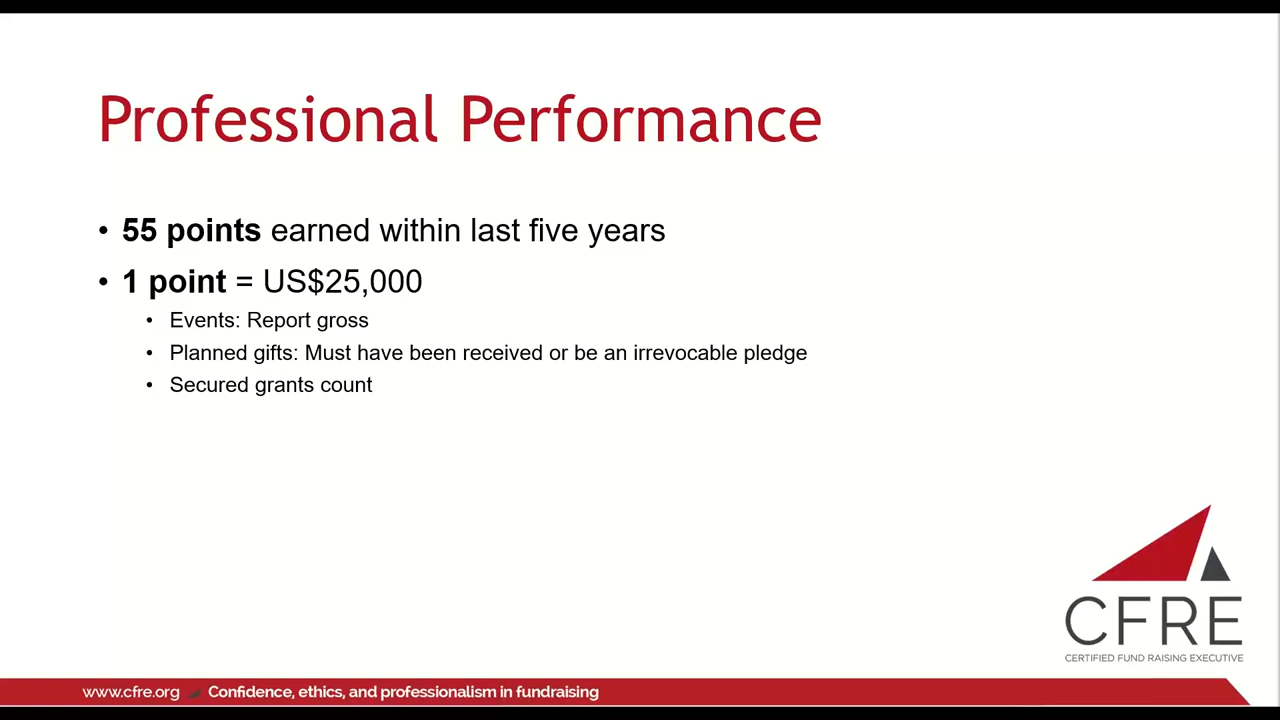 Professional Performance
• 55 points earned within last five years
• 1 point = US$25,000
• Events: Report gross
• Planned gifts: Must have been received or be an irrevocable pledge
• Secured grants count
CFRE
CERTIFIED FUND RAISING EXECUTIVE
www.cfre.org Confidence, ethics, and professionalism in fundraising